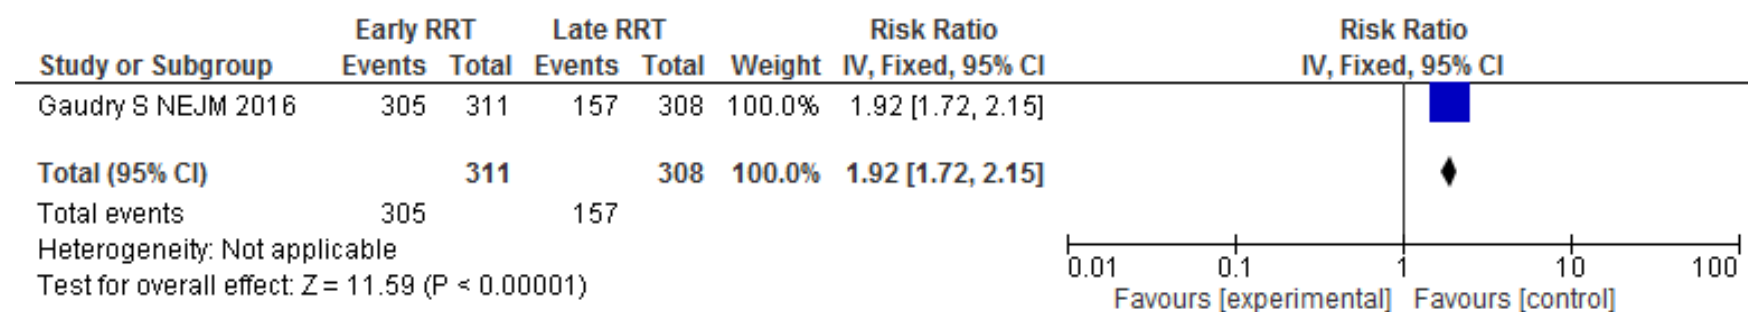 Early RRT Late RRT Risk Ratio Risk Ratio
Study or Subgroup Events Total Events Total Weight IV, Fixed, 95% CI IV, Fixed, 95% CI
Gaudry S NEJM 2016 305 311 157 308 100.0% 1.92 [1.72, 2.15]
Total (95% CI) 311 308 100.0% 1.92 [1.72, 2.15]
Total events 305 157
Heterogeneity: Not applicable
Test for overall effect: Z = 11.59 (P < 0.00001)
0.01 0.1 1 10 100
Favours [experimental] Favours [control]